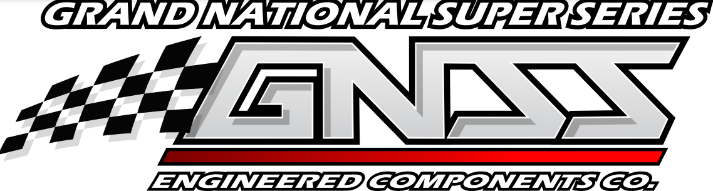 GRAND NATIONAL SUPER SERIES
GNSS
ENGINEERED COMPONENTS CO.